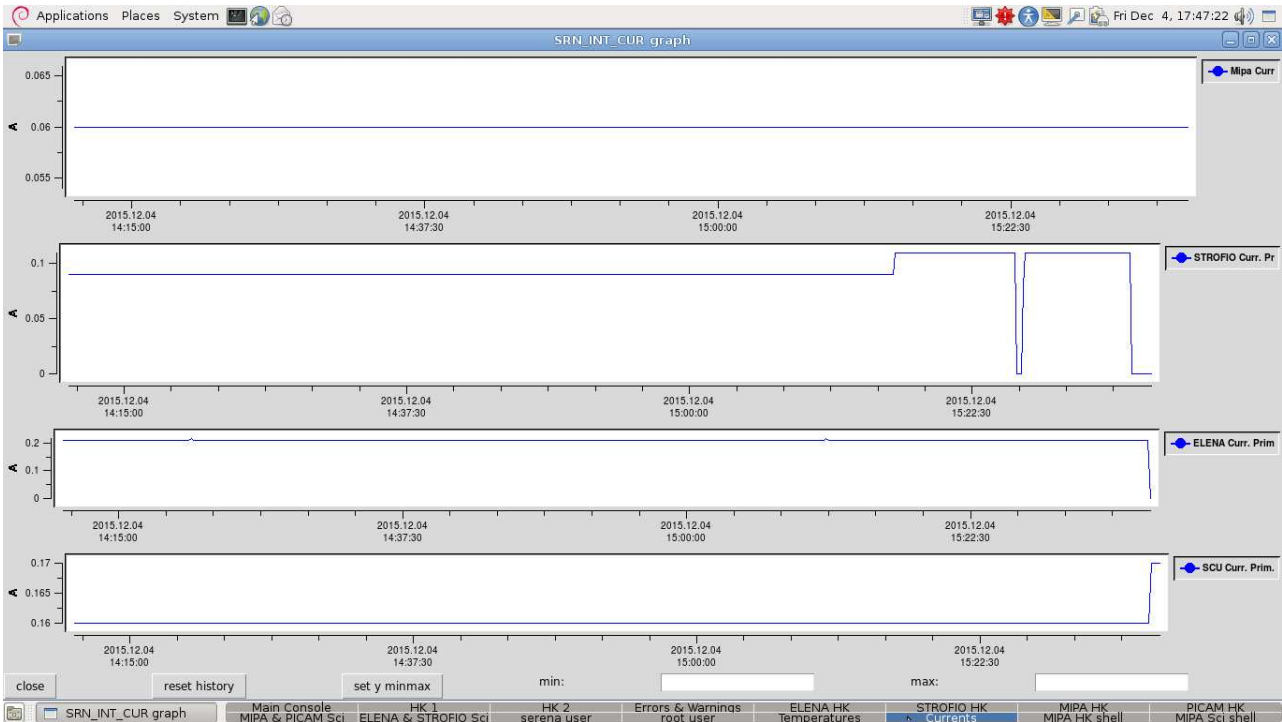 Applications Places System Fri Dec 4, 17:47:22
SRN_INT_CUR graph
0.065
A 0.06
0.055
Mipa Curr
2015.12.04 2015.12.04 2015.12.04 2015.12.04
14:15:00 14:37:30 15:00:00 15:22:30
0.1
A 0.05
0
STROFIO Curr. Pr
2015.12.04 2015.12.04 2015.12.04 2015.12.04
14:15:00 14:37:30 15:00:00 15:22:30
0.2
A 0.1
0
ELENA Curr. Prim
2015.12.04 2015.12.04 2015.12.04 2015.12.04
14:15:00 14:37:30 15:00:00 15:22:30
0.17
A 0.165
0.16
SCU Curr. Prim.
2015.12.04 2015.12.04 2015.12.04 2015.12.04
14:15:00 14:37:30 15:00:00 15:22:30
close reset history set y minmax min: max:
SRN_INT_CUR graph
Main Console HK 1 HK 2 Errors & Warnings ELENA HK STROFIO HK MIPA HK PICAM HK
MIPA & PICAM Sci ELENA & STROFIO Sci serena user root user Temperatures Currents MIPA HK shell MIPA Sci shell